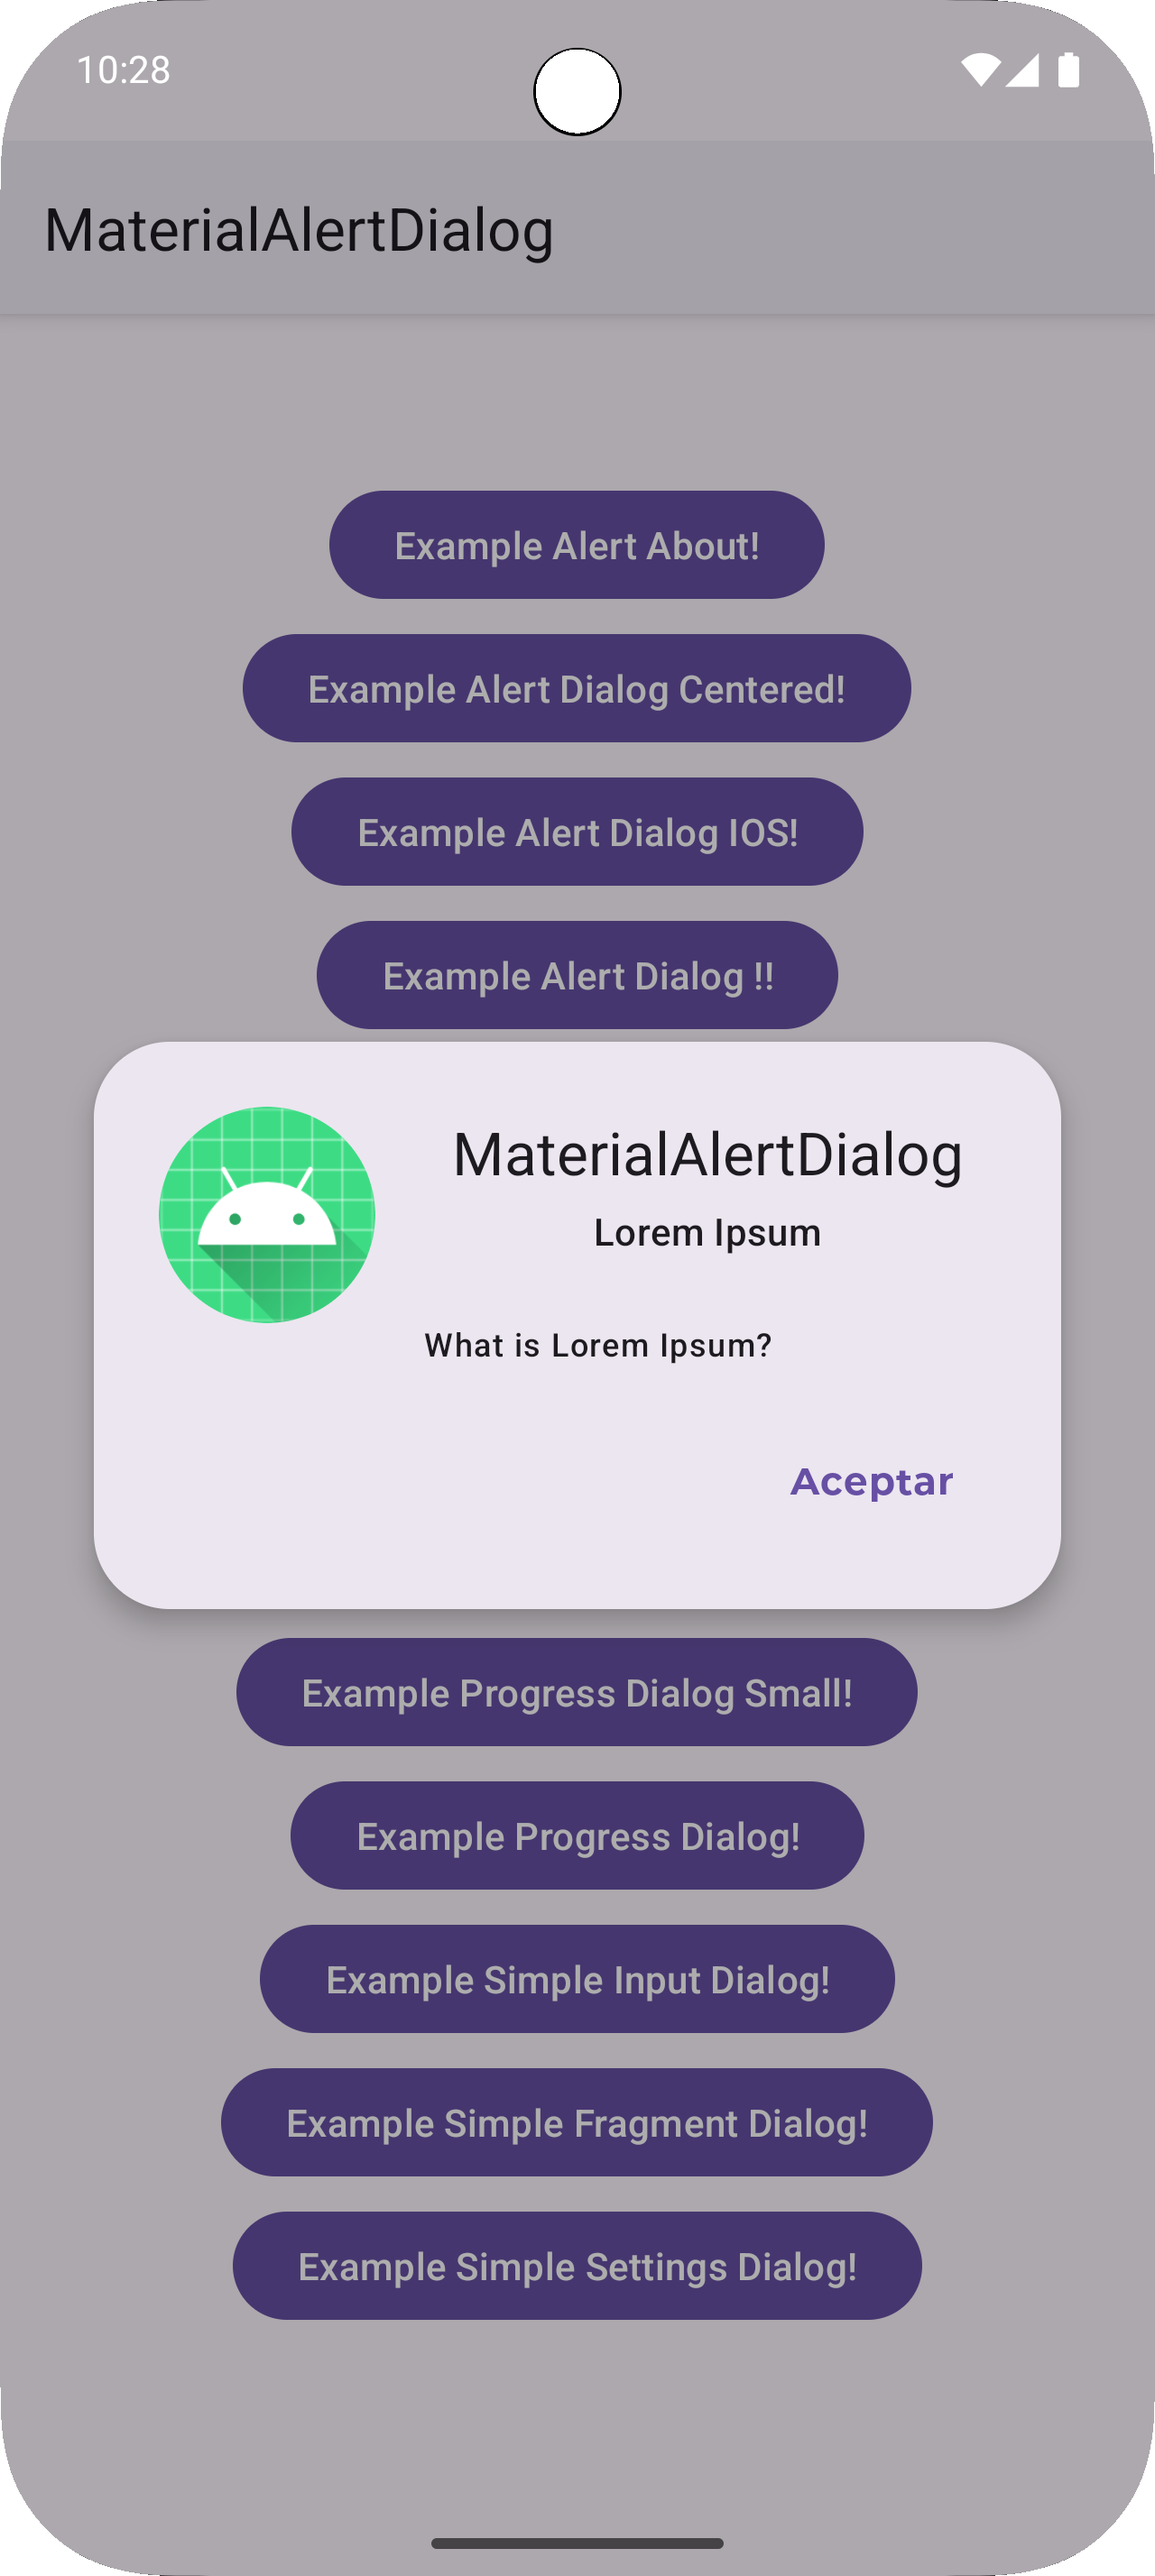 10:28
MaterialAlertDialog
Example Alert About!
Example Alert Dialog Centered!
Example Alert Dialog IOS!
Example Alert Dialog !!
MaterialAlertDialog
Lorem Ipsum
What is Lorem Ipsum?
Aceptar
Example Progress Dialog Small!
Example Progress Dialog!
Example Simple Input Dialog!
Example Simple Fragment Dialog!
Example Simple Settings Dialog!